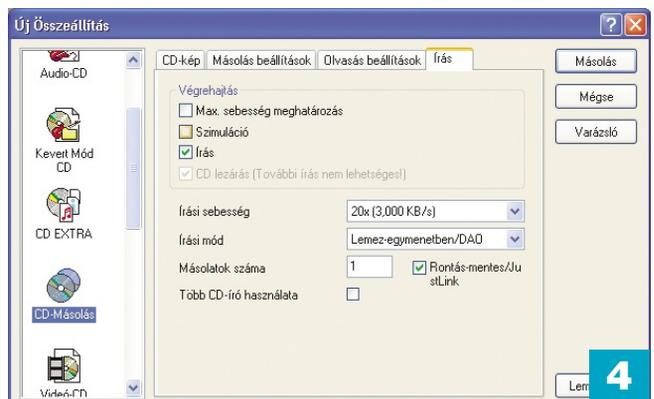 Új Összeállítás
Audio-CD
Kevert Mód
CD
CD EXTRA
CD-Másolás
Videó-CD
CD-kép
Másolás beállítások
Olvasás beállítások
Írás
Végrehajtás
Max. sebesség meghatározás
Szimuláció
Írás
CD lezárás (További írás nem lehetséges!)
Írási sebesség
20x (3,000 KB/s)
Írási mód
Lemez-egymenetben/DAO
Másolatok száma
1
Rontás-mentes/Ju
stLink
Több CD-író használata
Másolás
Mégse
Varázsló
4